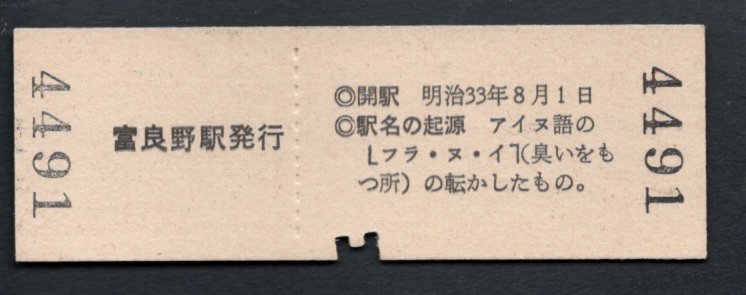 4491
富良野駅発行
◎開駅　明治33年8月1日
◎駅名の起源　アイヌ語の
「フラ・ヌ・イ」(臭いをも
つ所）の転かしたもの。
4491